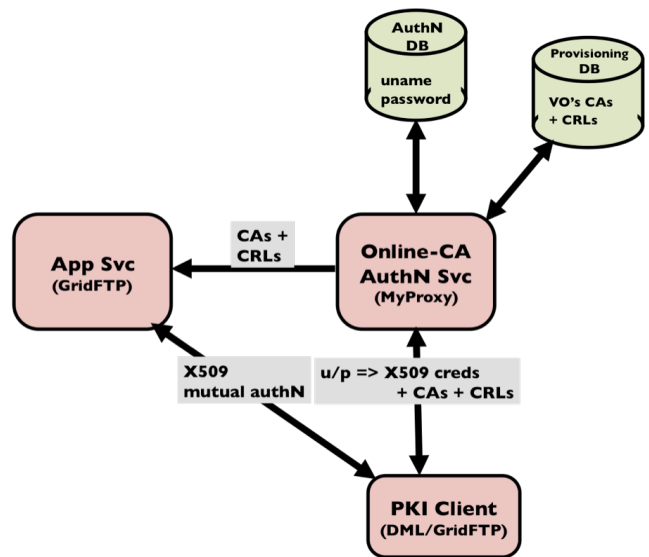 AuthN
DB
uname
password
Provisioning
DB
VO's CAs
+ CRLs
CAs +
CRLs
App Svc
(GridFTP)
Online-CA
AuthN Svc
(MyProxy)
X509
mutual authN
u/p => X509 creds
+ CAs + CRLs
PKI Client
(DML/GridFTP)